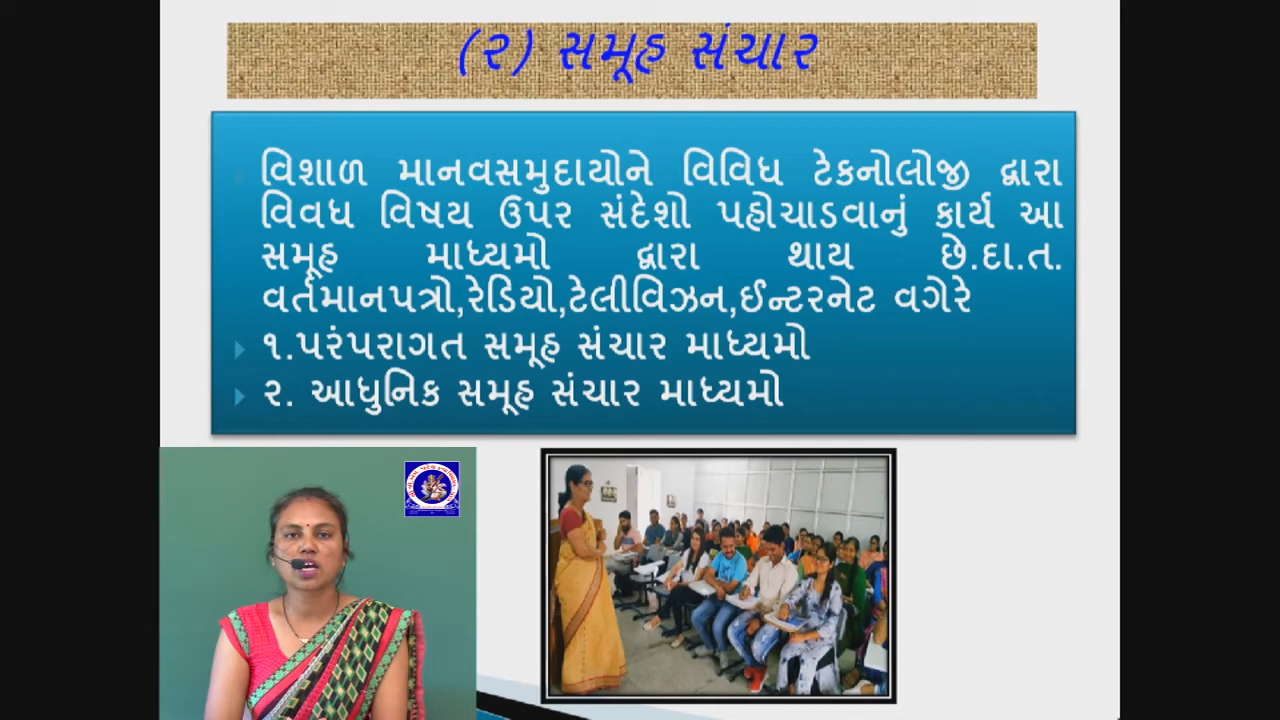 (૨) સમૂહ સંચાર
વિશાળ માનવસમુદાયોને વિવિધ ટેકનોલોજી દ્વારા
વિવધ વિષય ઉપર સંદેશો પહોચાડવાનું કાર્ય આ
સમૂહ માધ્યમો દ્વારા થાય છે.દા.ત.
વર્તમાનપત્રો,રેડિયો,ટેલીવિઝન,ઈન્ટરનેટ વગેરે
૧.પરંપરાગત સમૂહ સંચાર માધ્યમો
૨. આધુનિક સમૂહ સંચાર માધ્યમો